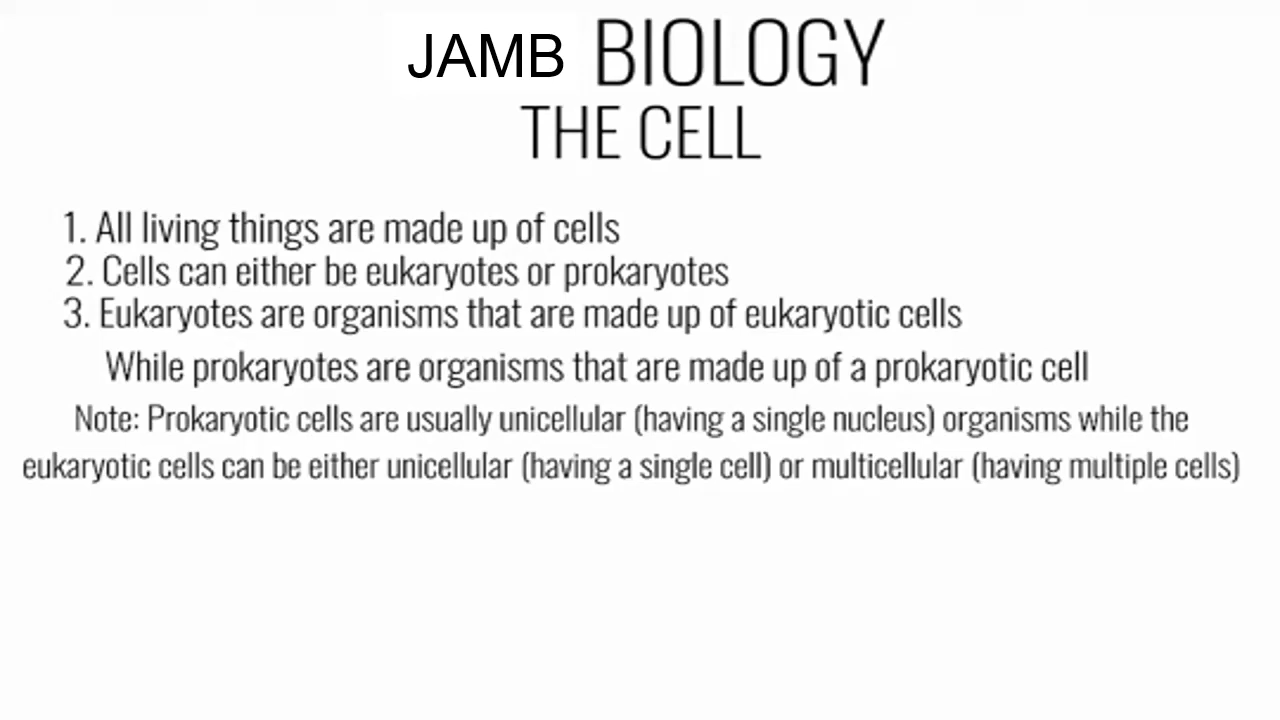 JAMB BIOLOGY
THE CELL
1. All living things are made up of cells
2. Cells can either be eukaryotes or prokaryotes
3. Eukaryotes are organisms that are made up of eukaryotic cells
While prokaryotes are organisms that are made up of a prokaryotic cell
Note: Prokaryotic cells are usually unicellular (having a single nucleus) organisms while the
eukaryotic cells can be either unicellular (having a single cell) or multicellular (having multiple cells)